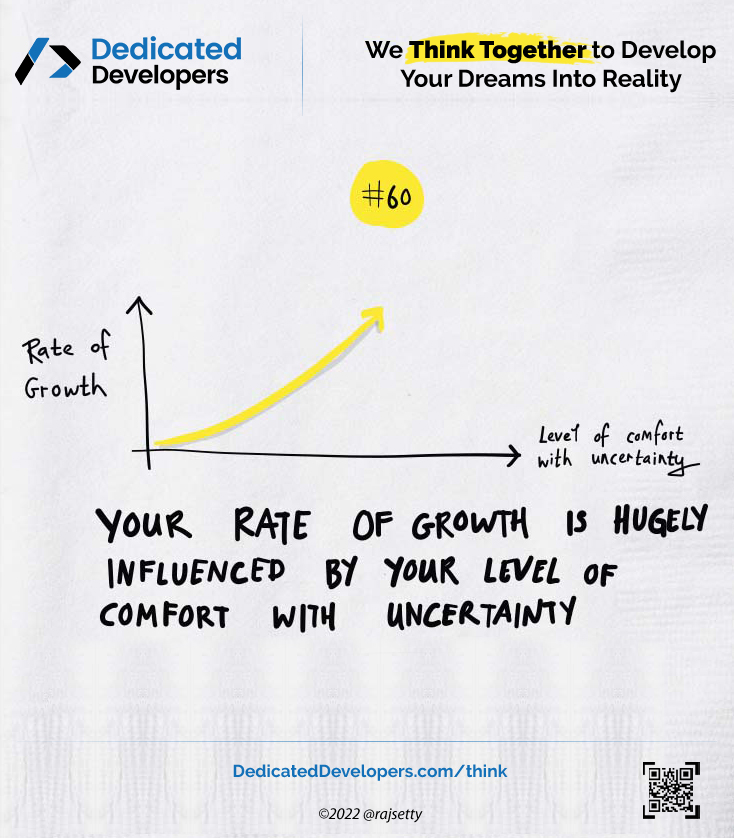 Dedicated
Developers
We Think Together to Develop
Your Dreams Into Reality
#60
Rate of
Growth
Level of comfort
with uncertainty
YOUR RATE OF GROWTH IS HUGELY
INFLUENCED BY YOUR LEVEL OF
COMFORT WITH UNCERTAINTY
DedicatedDevelopers.com/think
©2022 @rajsetty